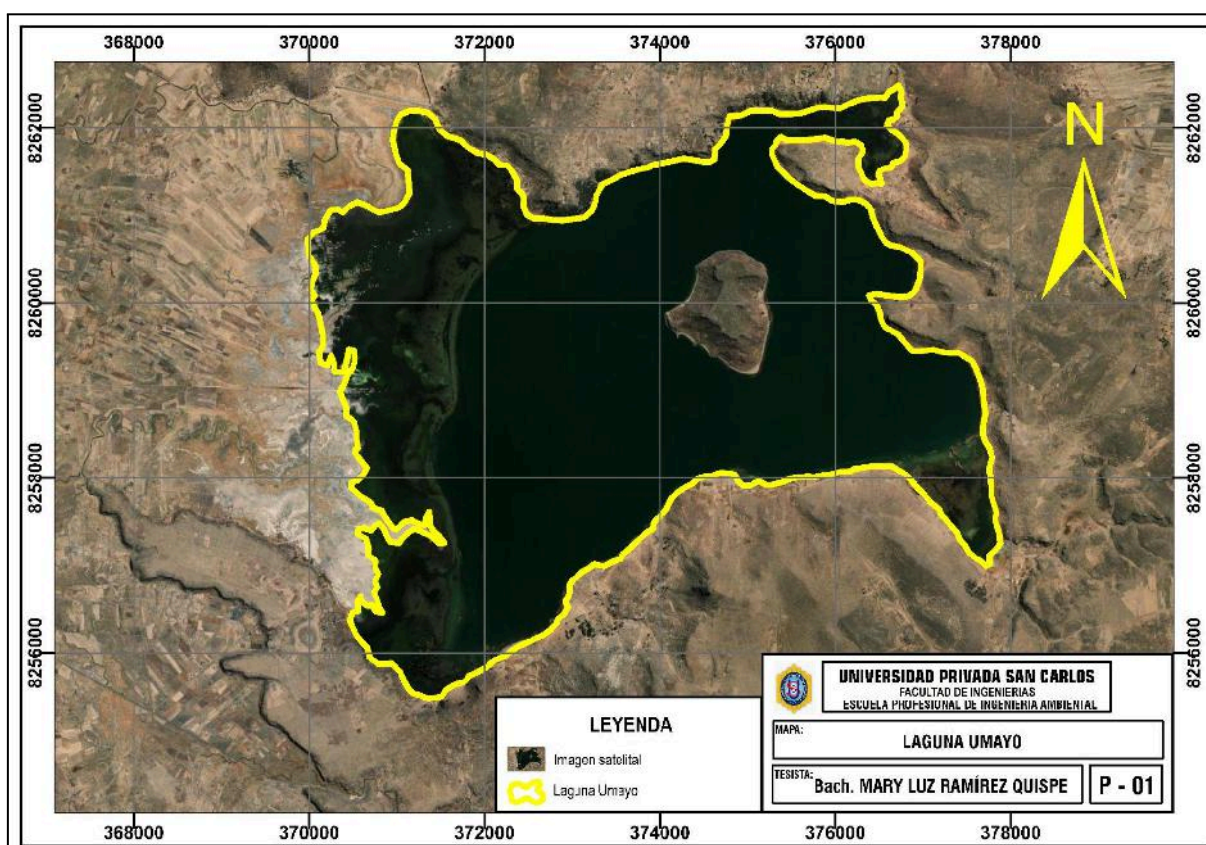 368000 370000 372000 374000 376000 378000
8262000 8262000
N
8260000 8260000
8258000 8258000
8256000 8256000
LEYENDA
Imagen satelital
Laguna Umayo
UNIVERSIDAD PRIVADA SAN CARLOS
FACULTAD DE INGENIERIAS
ESCUELA PROFESIONAL DE INGENIERIA AMBIENTAL
MAPA:
LAGUNA UMAYO
TESISTA: Bach. MARY LUZ RAMÍREZ QUISPE
P - 01
368000 370000 372000 374000 376000 378000